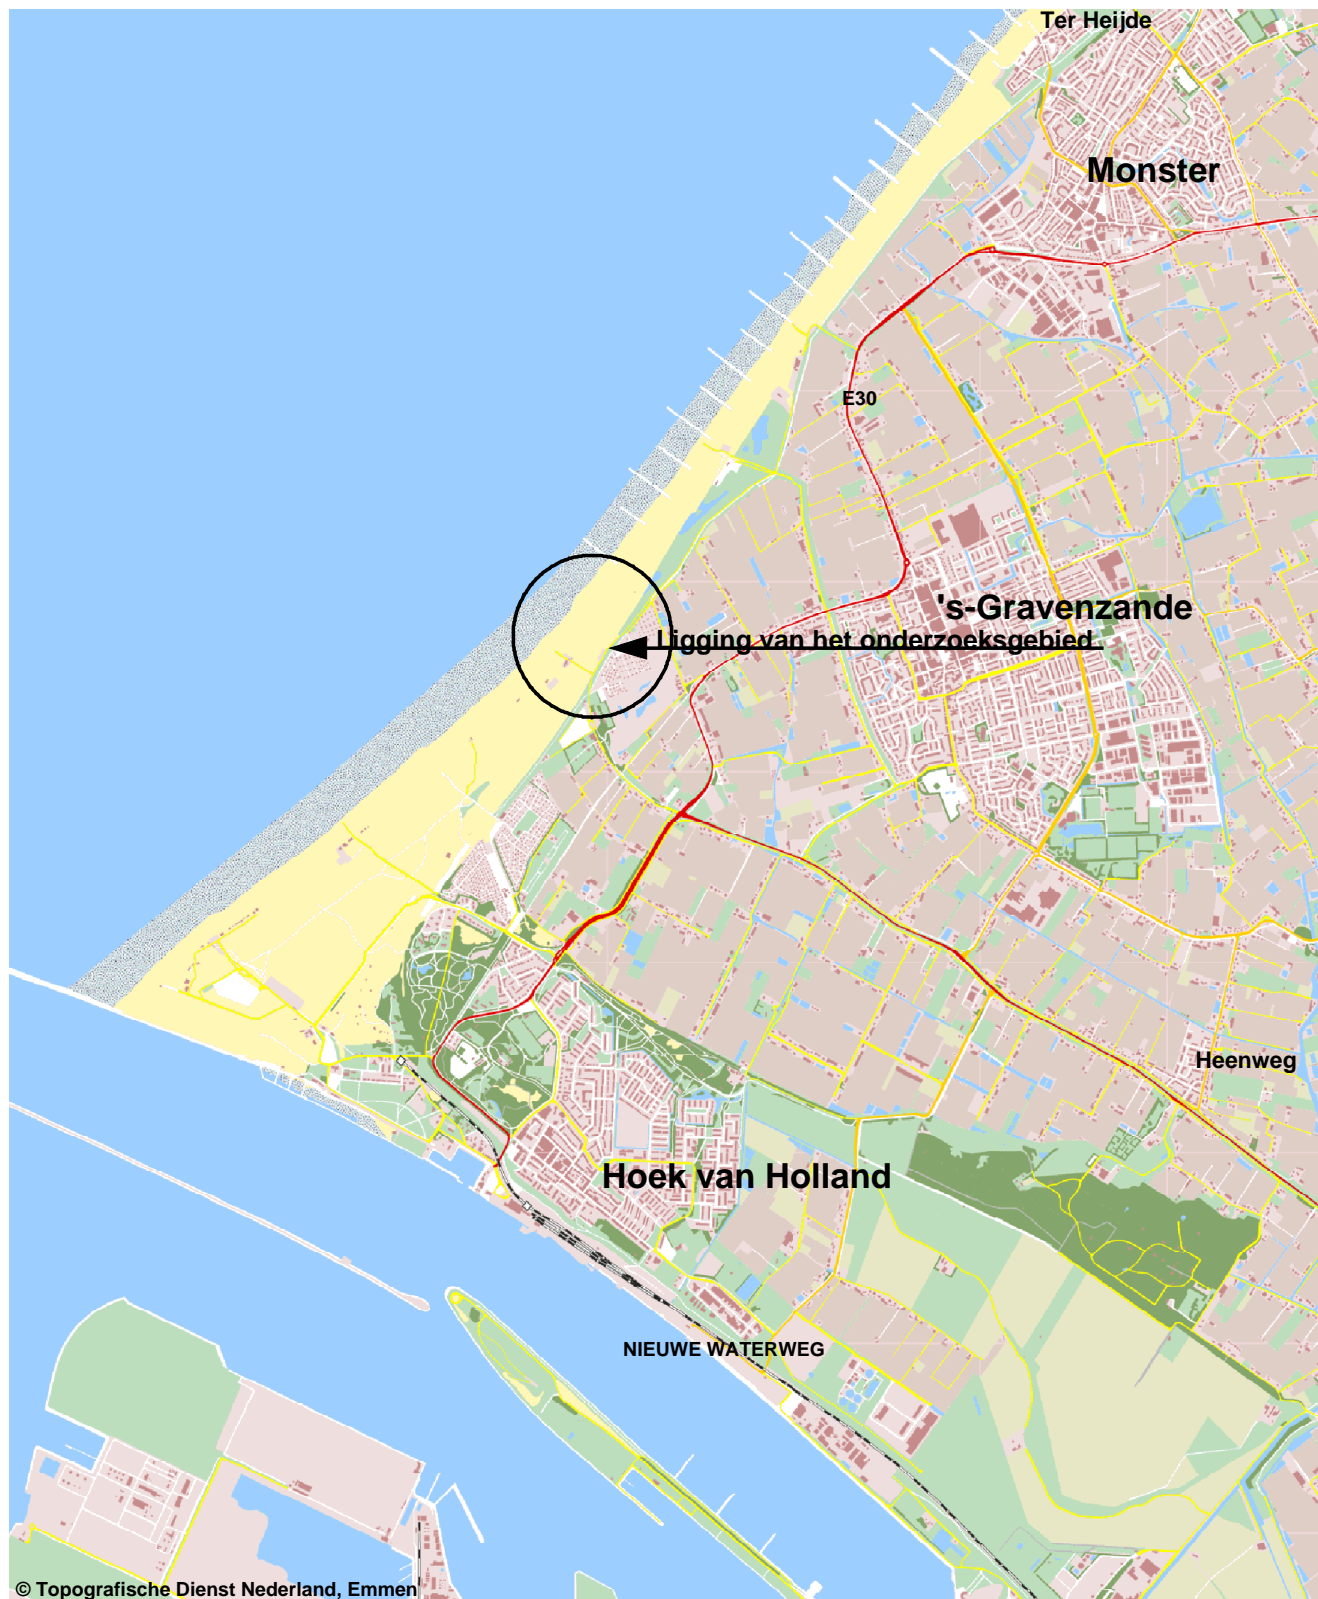 Ter Heijde
Monster
E30
's-Gravenzande
Ligging van het onderzoeksgebied
Heenweg
Hoek van Holland
NIEUWE WATERWEG
© Topografische Dienst Nederland, Emmen